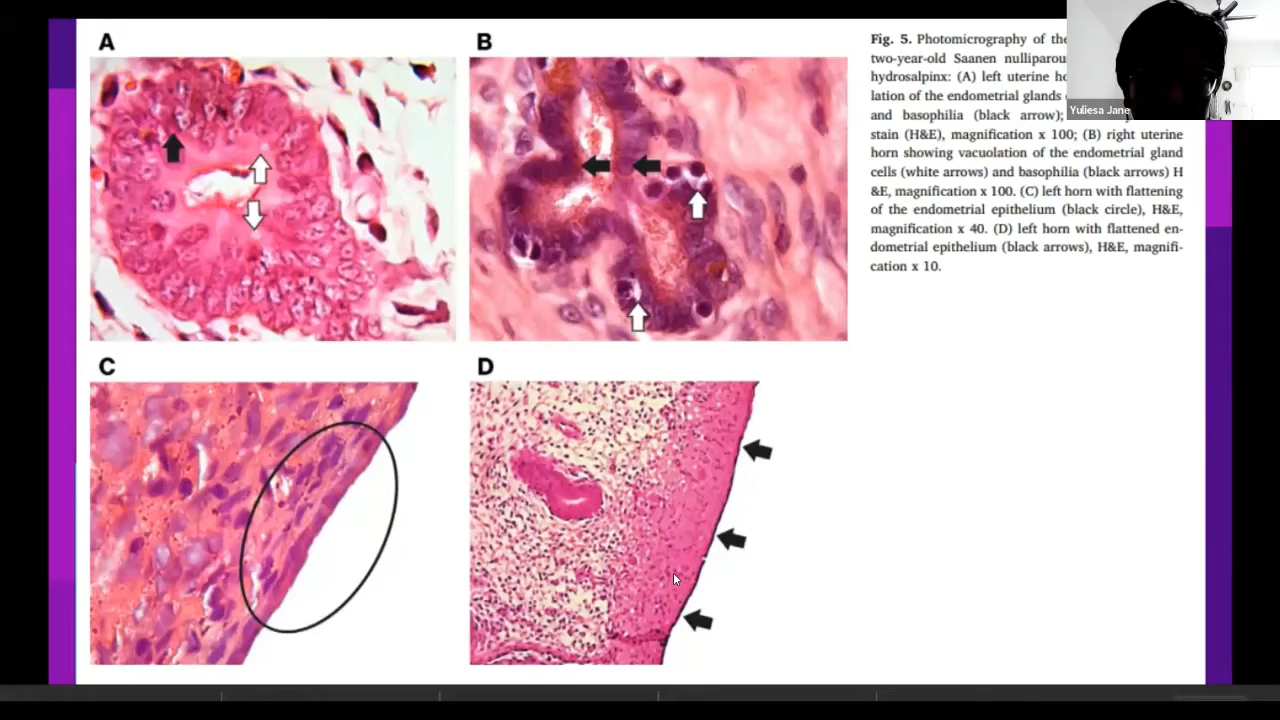 A
B
C
D
Fig. 5. Photomicrography of the
two-year-old Saanen nulliparou
hydrosalpinx: (A) left uterine ho
lation of the endometrial glands
and basophilia (black arrow);
stain (H&E), magnification x 100; (B) right uterine
horn showing vacuolation of the endometrial gland
cells (white arrows) and basophilia (black arrows) H
&E, magnification x 100. (C) left horn with flattening
of the endometrial epithelium (black circle), H&E,
magnification x 40. (D) left horn with flattened en-
dometrial epithelium (black arrows), H&E, magnifi-
cation x 10.
Yuliesa Jane